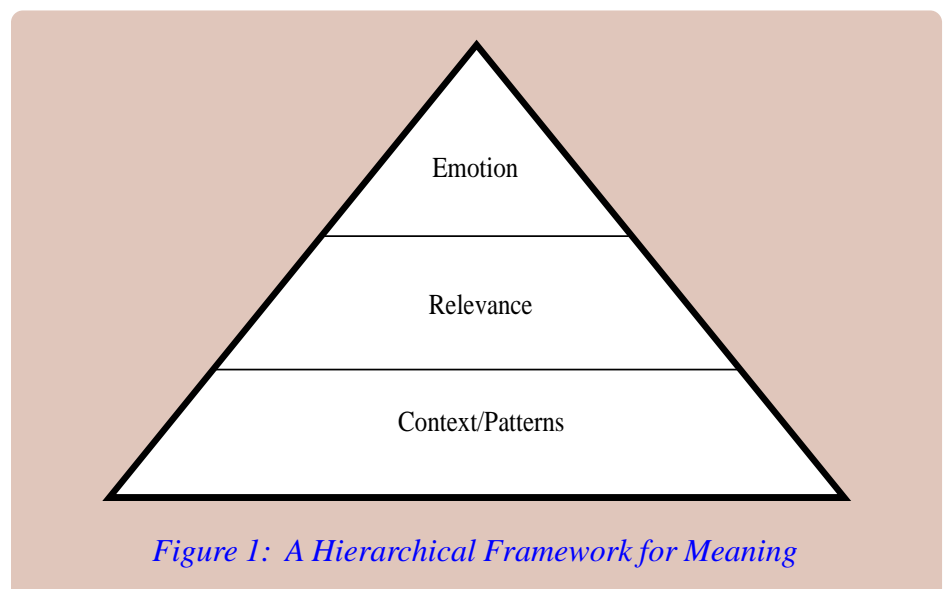 Emotion
Relevance
Context/Patterns
Figure 1: A Hierarchical Framework for Meaning